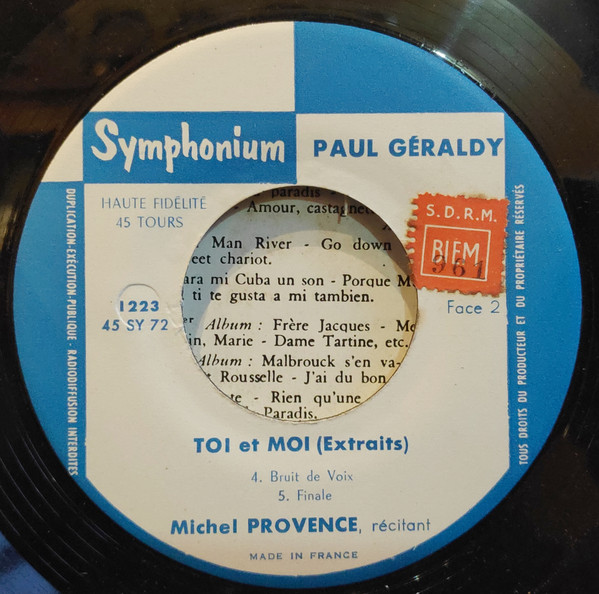 Symphonium
PAUL GÉRALDY
HAUTE FIDÉLITÉ
45 TOURS
1223
45 SY 72
S.D.R.M.
BIEM
961
Face 2
paradis -
Amour, castagnet
Man River - Go down
eet chariot.
ara mi Cuba un son - Porque M
ti te gusta a mi tambien.
er Album : Frère Jacques - Me
in, Marie - Dame Tartine, etc.
Album : Malbrouck s'en va-
t Rousselle - J'ai du bon
te - Rien qu'une
Paradis.
TOI et MOI (Extraits)
4. Bruit de Voix
5. Finale
Michel PROVENCE, récitant
MADE IN FRANCE
DUPLICATION-EXÉCUTION-PUBLIQUE - RADIODIFFUSION INTERDITES
TOUS DROITS DU PRODUCTEUR ET DU PROPRIÉTAIRE RÉSERVÉS